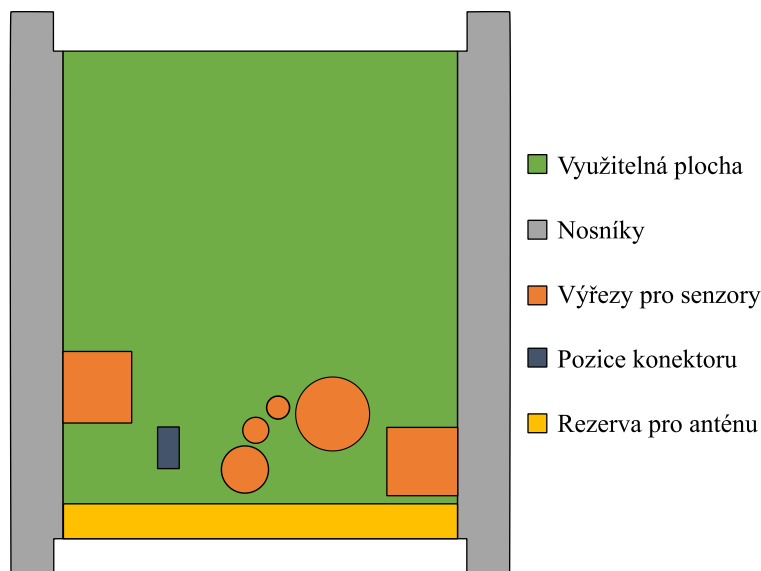 Využitelná plocha
Nosníky
Výřezy pro senzory
Pozice konektoru
Rezerva pro anténu